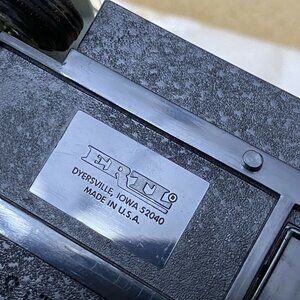 ERTL
DYERSVILLE, IOWA 52040
MADE IN U.S.A.